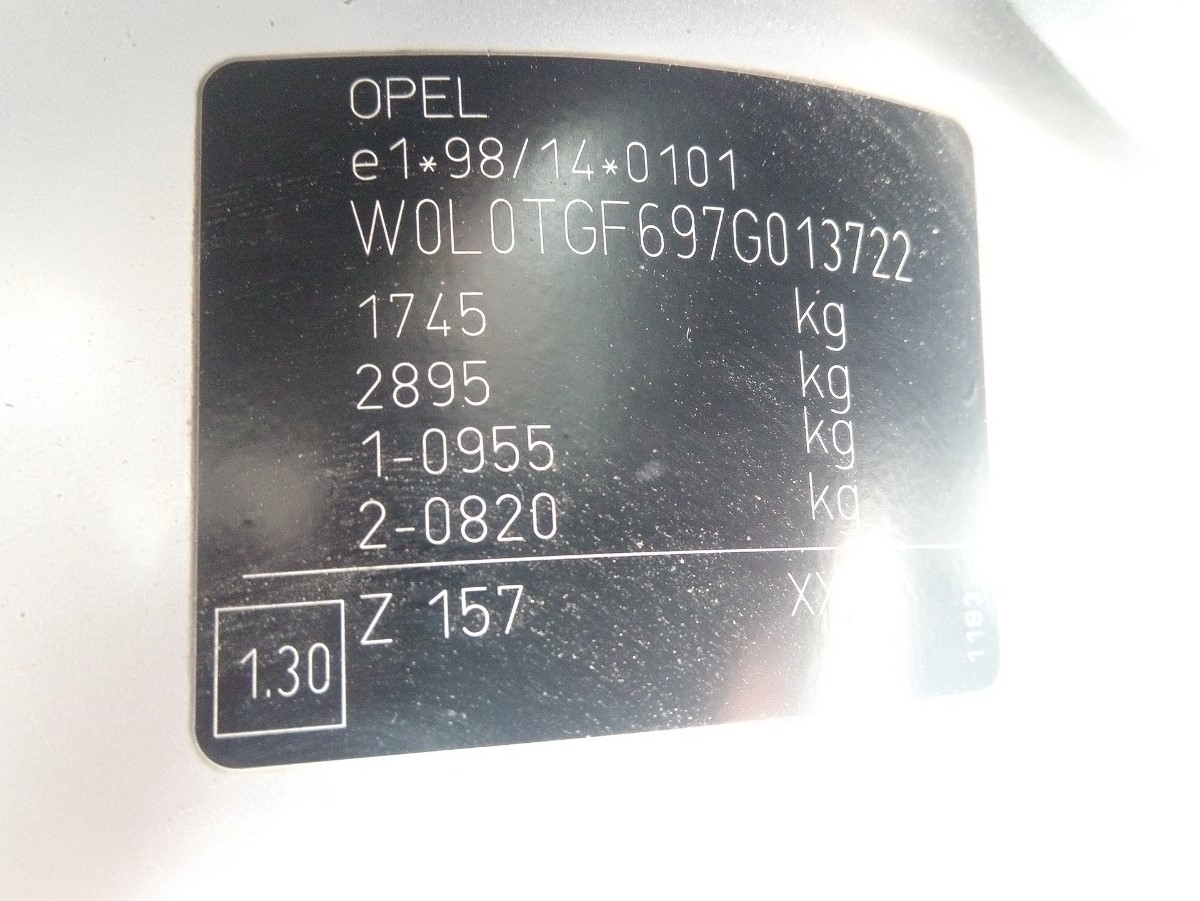 OPEL
e1*98/14*0101
W0L0TGF697G013722
1745 kg
2895 kg
1-0955 kg
2-0820 kg
Z 157
1.30